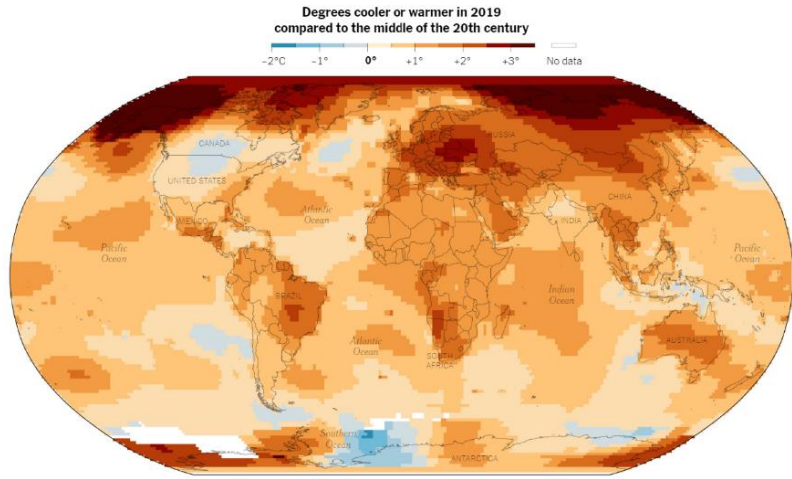 Degrees cooler or warmer in 2019
compared to the middle of the 20th century
−2°C −1° 0° +1° +2° +3° No data
RUSSIA
CANADA
UNITED STATES
CHINA
MEXICO
INDIA
Atlantic
Ocean
Pacific
Ocean
Pacific
Ocean
Indian
Ocean
BRAZIL
Atlantic
Ocean
AUSTRALIA
SOUTH
AFRICA
Southern
Ocean
ANTARCTICA